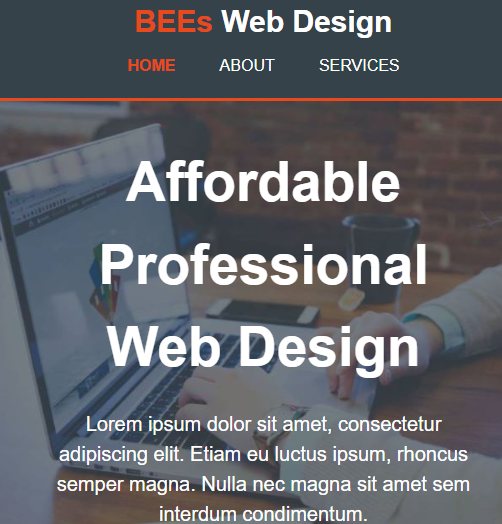 BEEs Web Design
HOME ABOUT SERVICES
Affordable
Professional
Web Design
Lorem ipsum dolor sit amet, consectetur
adipiscing elit. Etiam eu luctus ipsum, rhoncus
semper magna. Nulla nec magna sit amet sem
interdum condimentum.